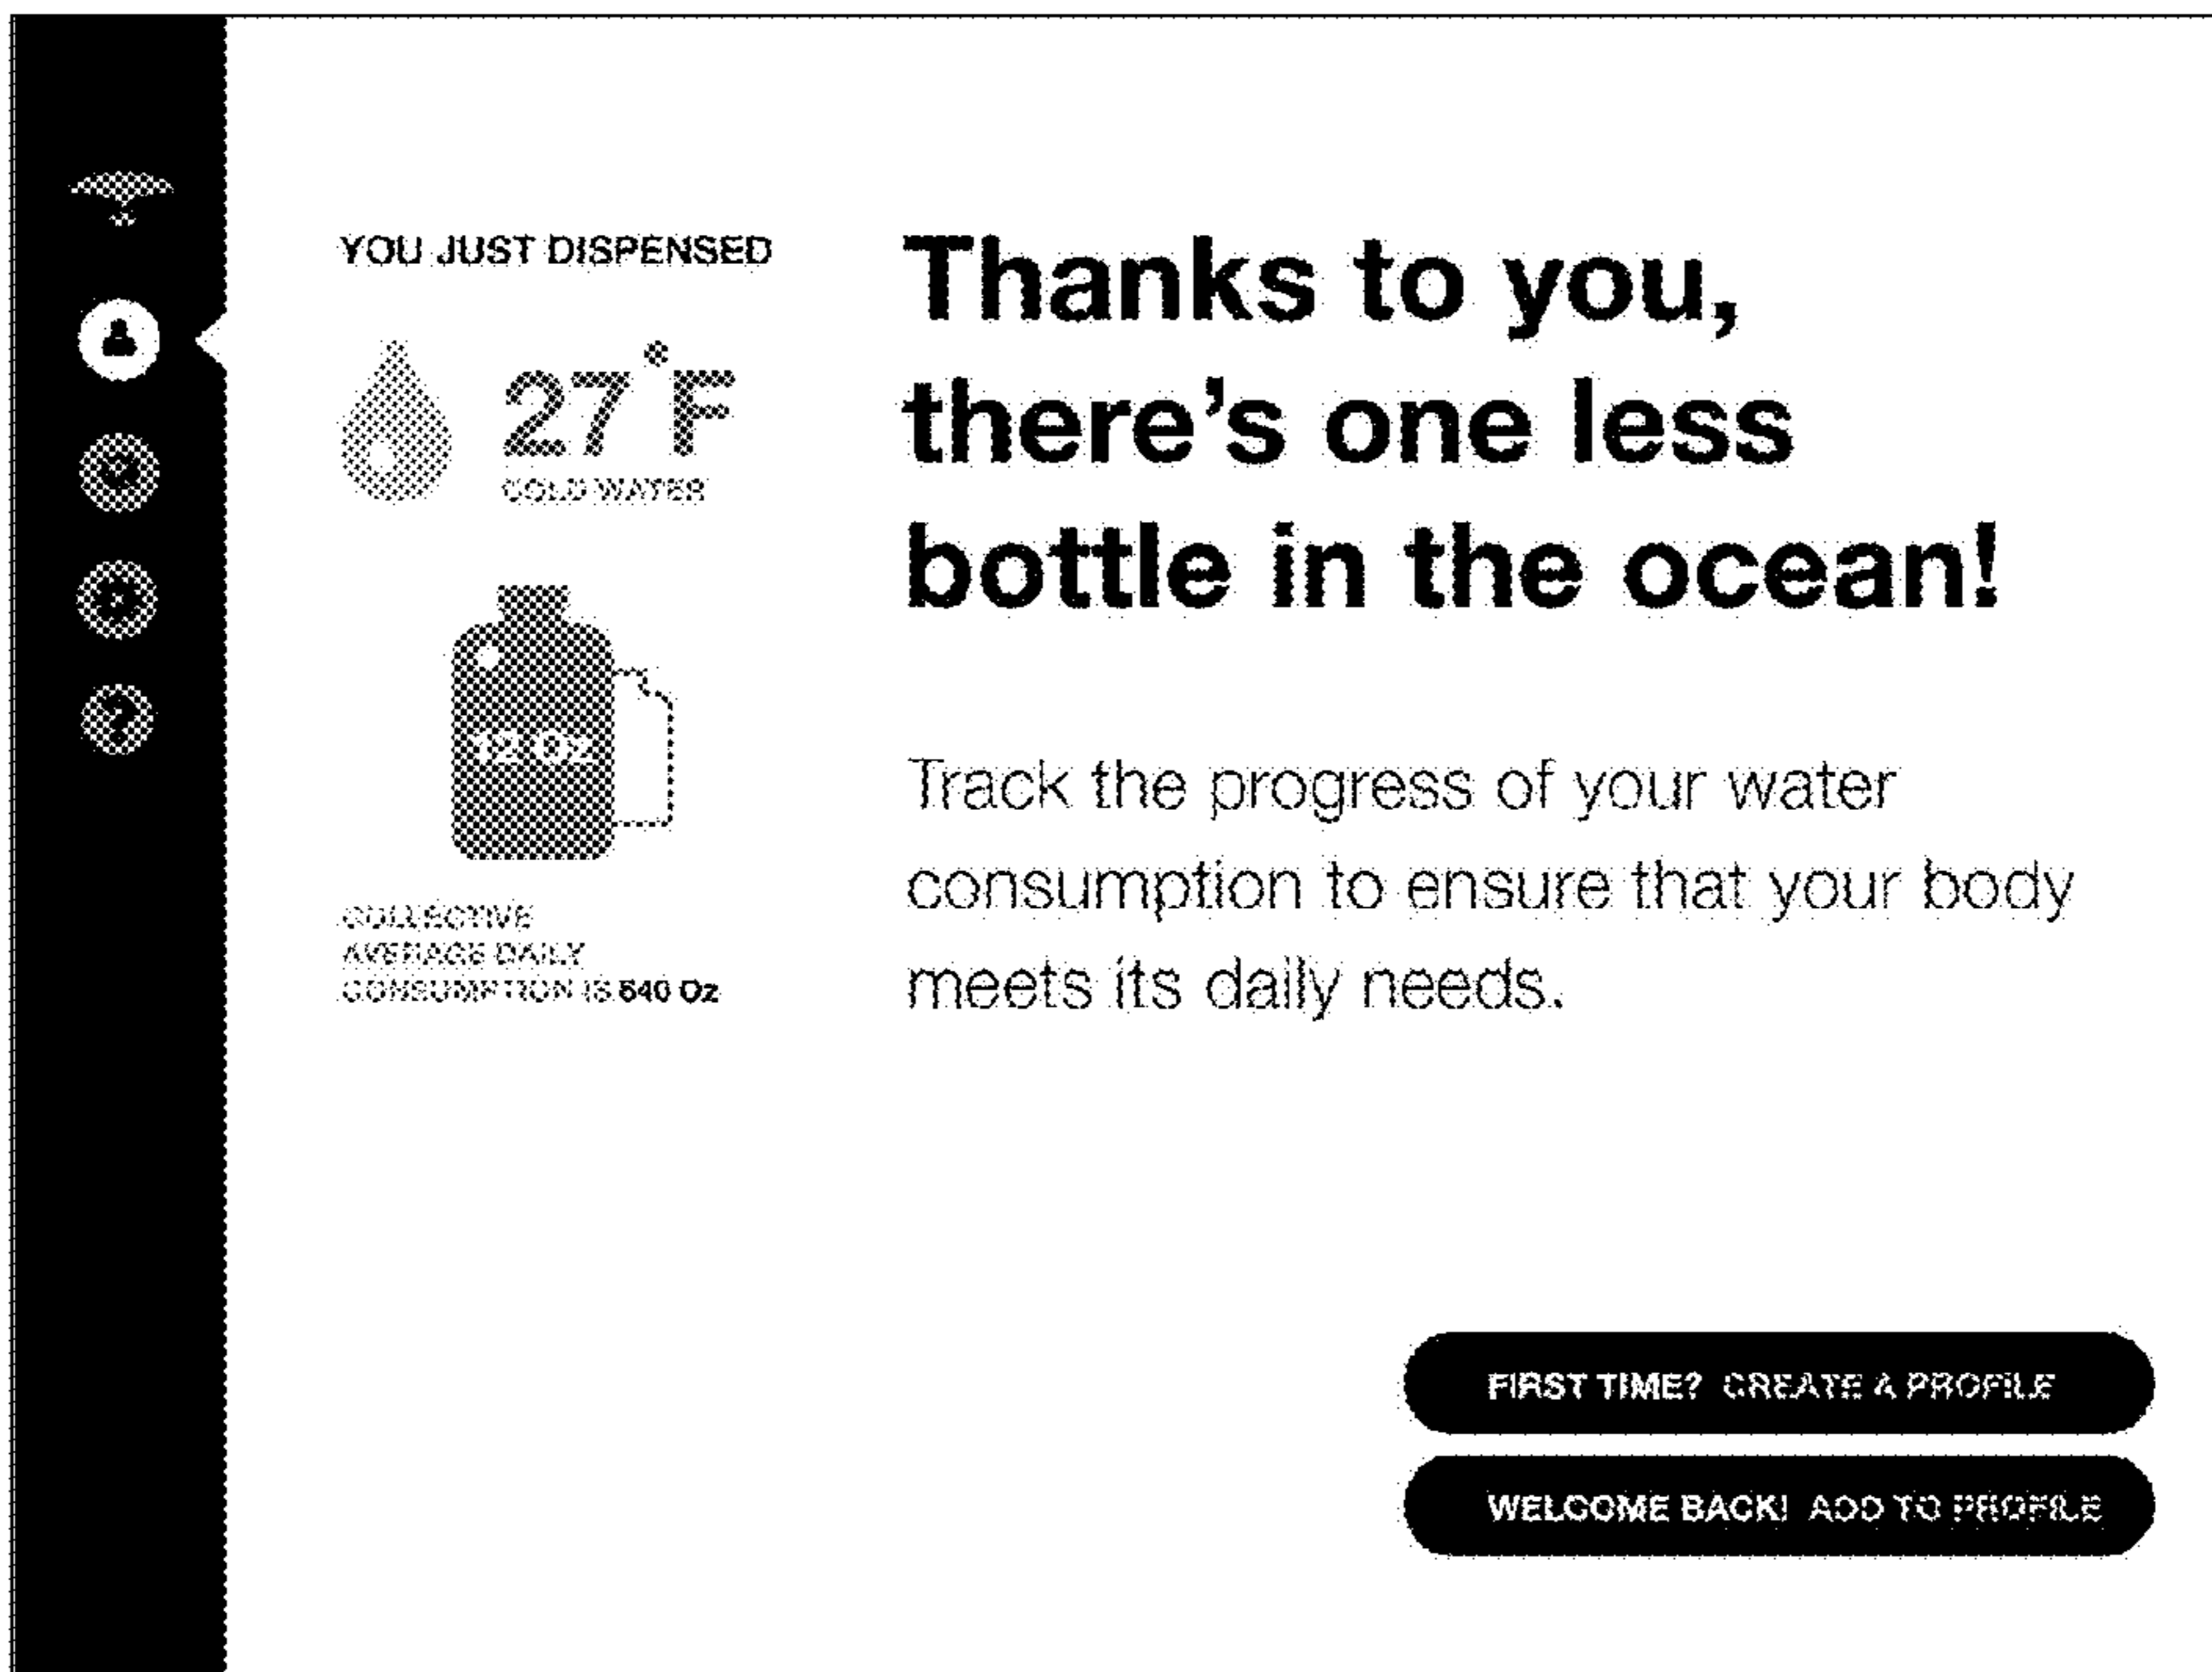 YOU JUST DISPENSED
27°F
COLD WATER
12 Oz
COLLECTIVE
AVERAGE DAILY
CONSUMPTION IS 640 Oz
Thanks to you,
there's one less
bottle in the ocean!
Track the progress of your water
consumption to ensure that your body
meets its daily needs.
FIRST TIME? CREATE A PROFILE
WELCOME BACK! ADD TO PROFILE
?